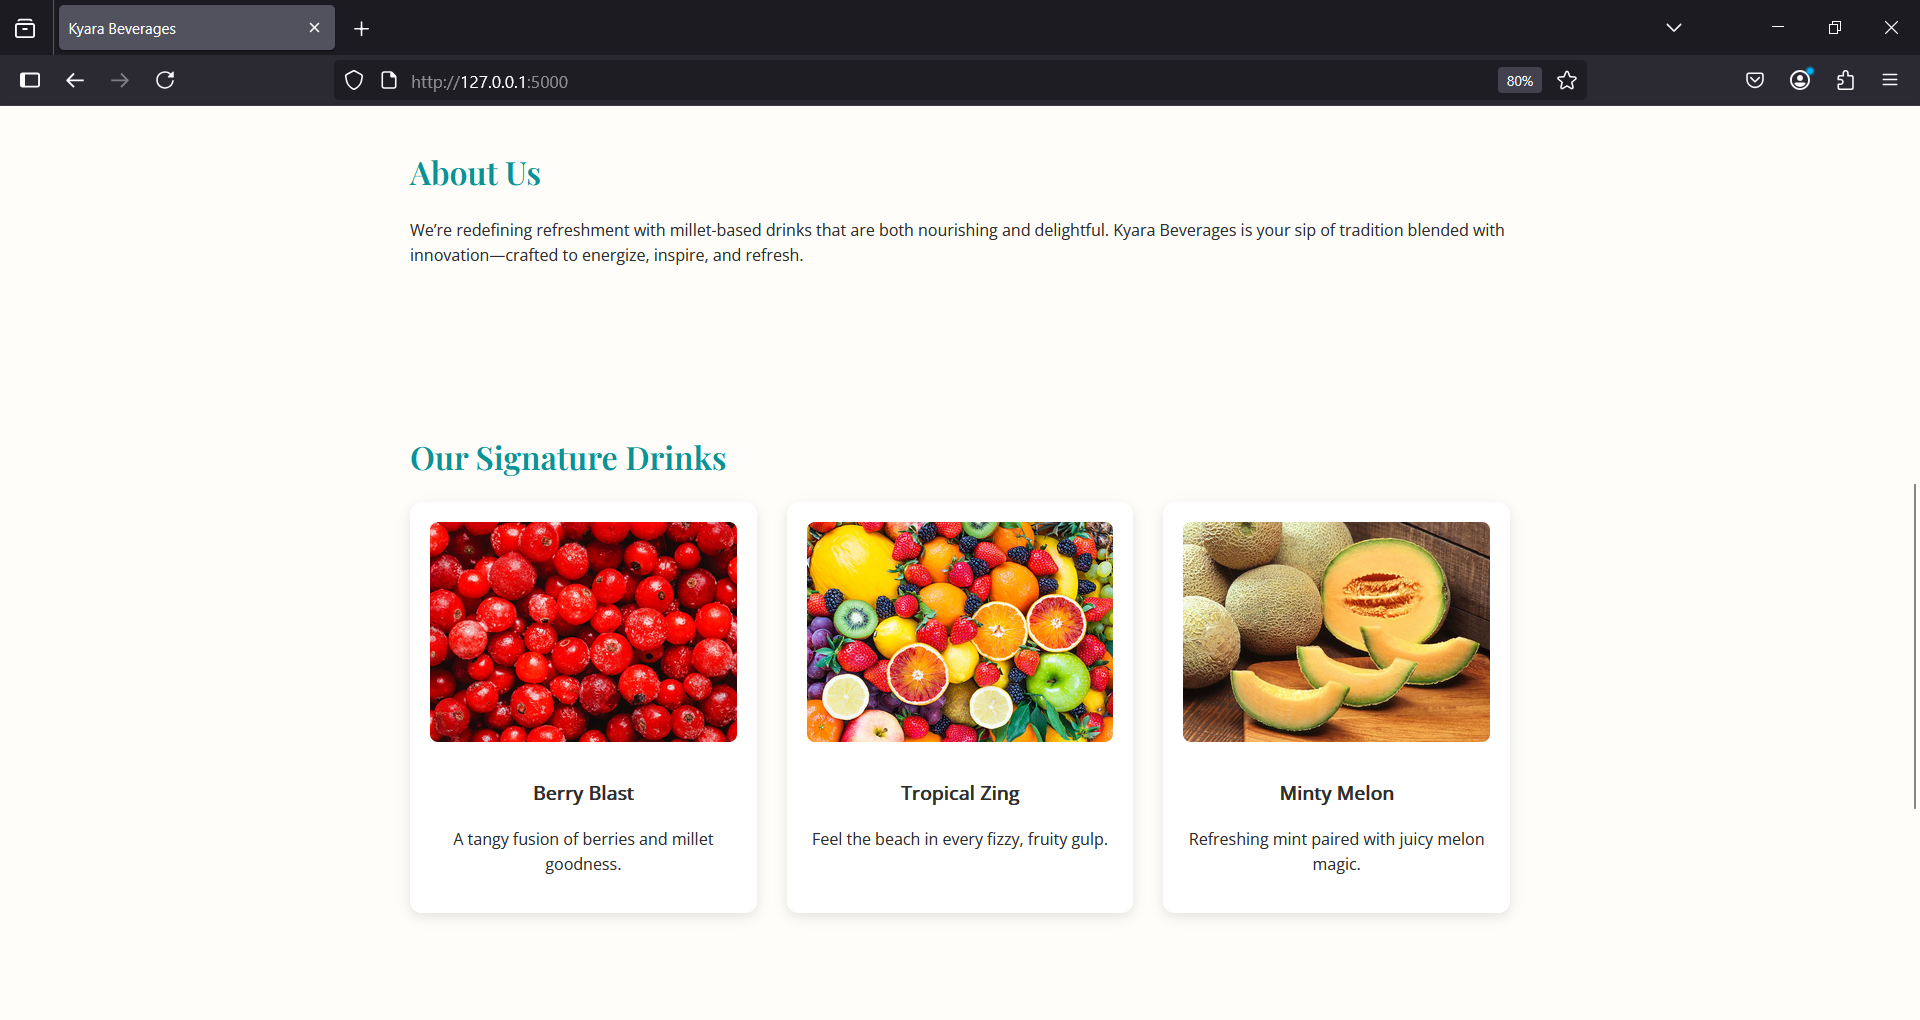 Kyara Beverages
http://127.0.0.1:5000
80%
About Us
We’re redefining refreshment with millet-based drinks that are both nourishing and delightful. Kyara Beverages is your sip of tradition blended with
innovation—crafted to energize, inspire, and refresh.
Our Signature Drinks
Berry Blast
A tangy fusion of berries and millet
goodness.
Tropical Zing
Feel the beach in every fizzy, fruity gulp.
Minty Melon
Refreshing mint paired with juicy melon
magic.